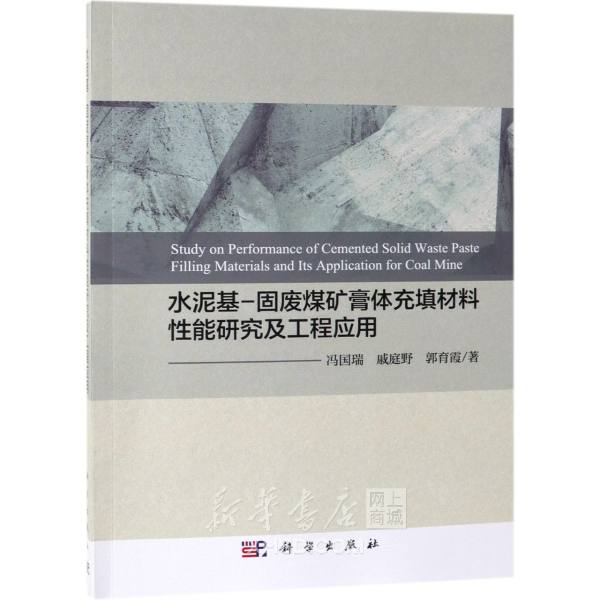 Study on Performance of Cemented Solid Waste Paste
Filling Materials and Its Application for Coal Mine
水泥基-固废煤矿膏体充填材料
性能研究及工程应用
冯国瑞 戚庭野 郭育霞/著
新华书店
网上
商城
科学出版社